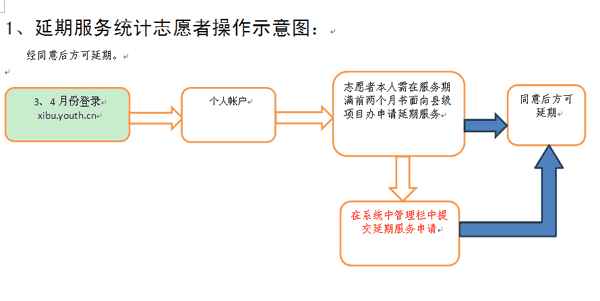 1、延期服务统计志愿者操作示意图：
经同意后方可延期。
3、4月份登录
xibu.youth.cn
个人帐户
志愿者本人需在服务期
满前两个月书面向县级
项目办申请延期服务
同意后方可
延期
在系统中管理栏中提
交延期服务申请